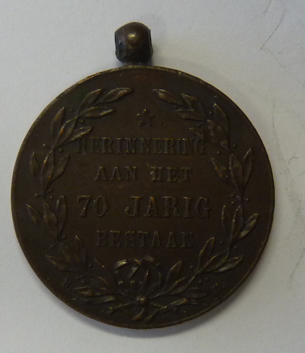 HERINNERING
AAN HET
70 JARIG
BESTAAN